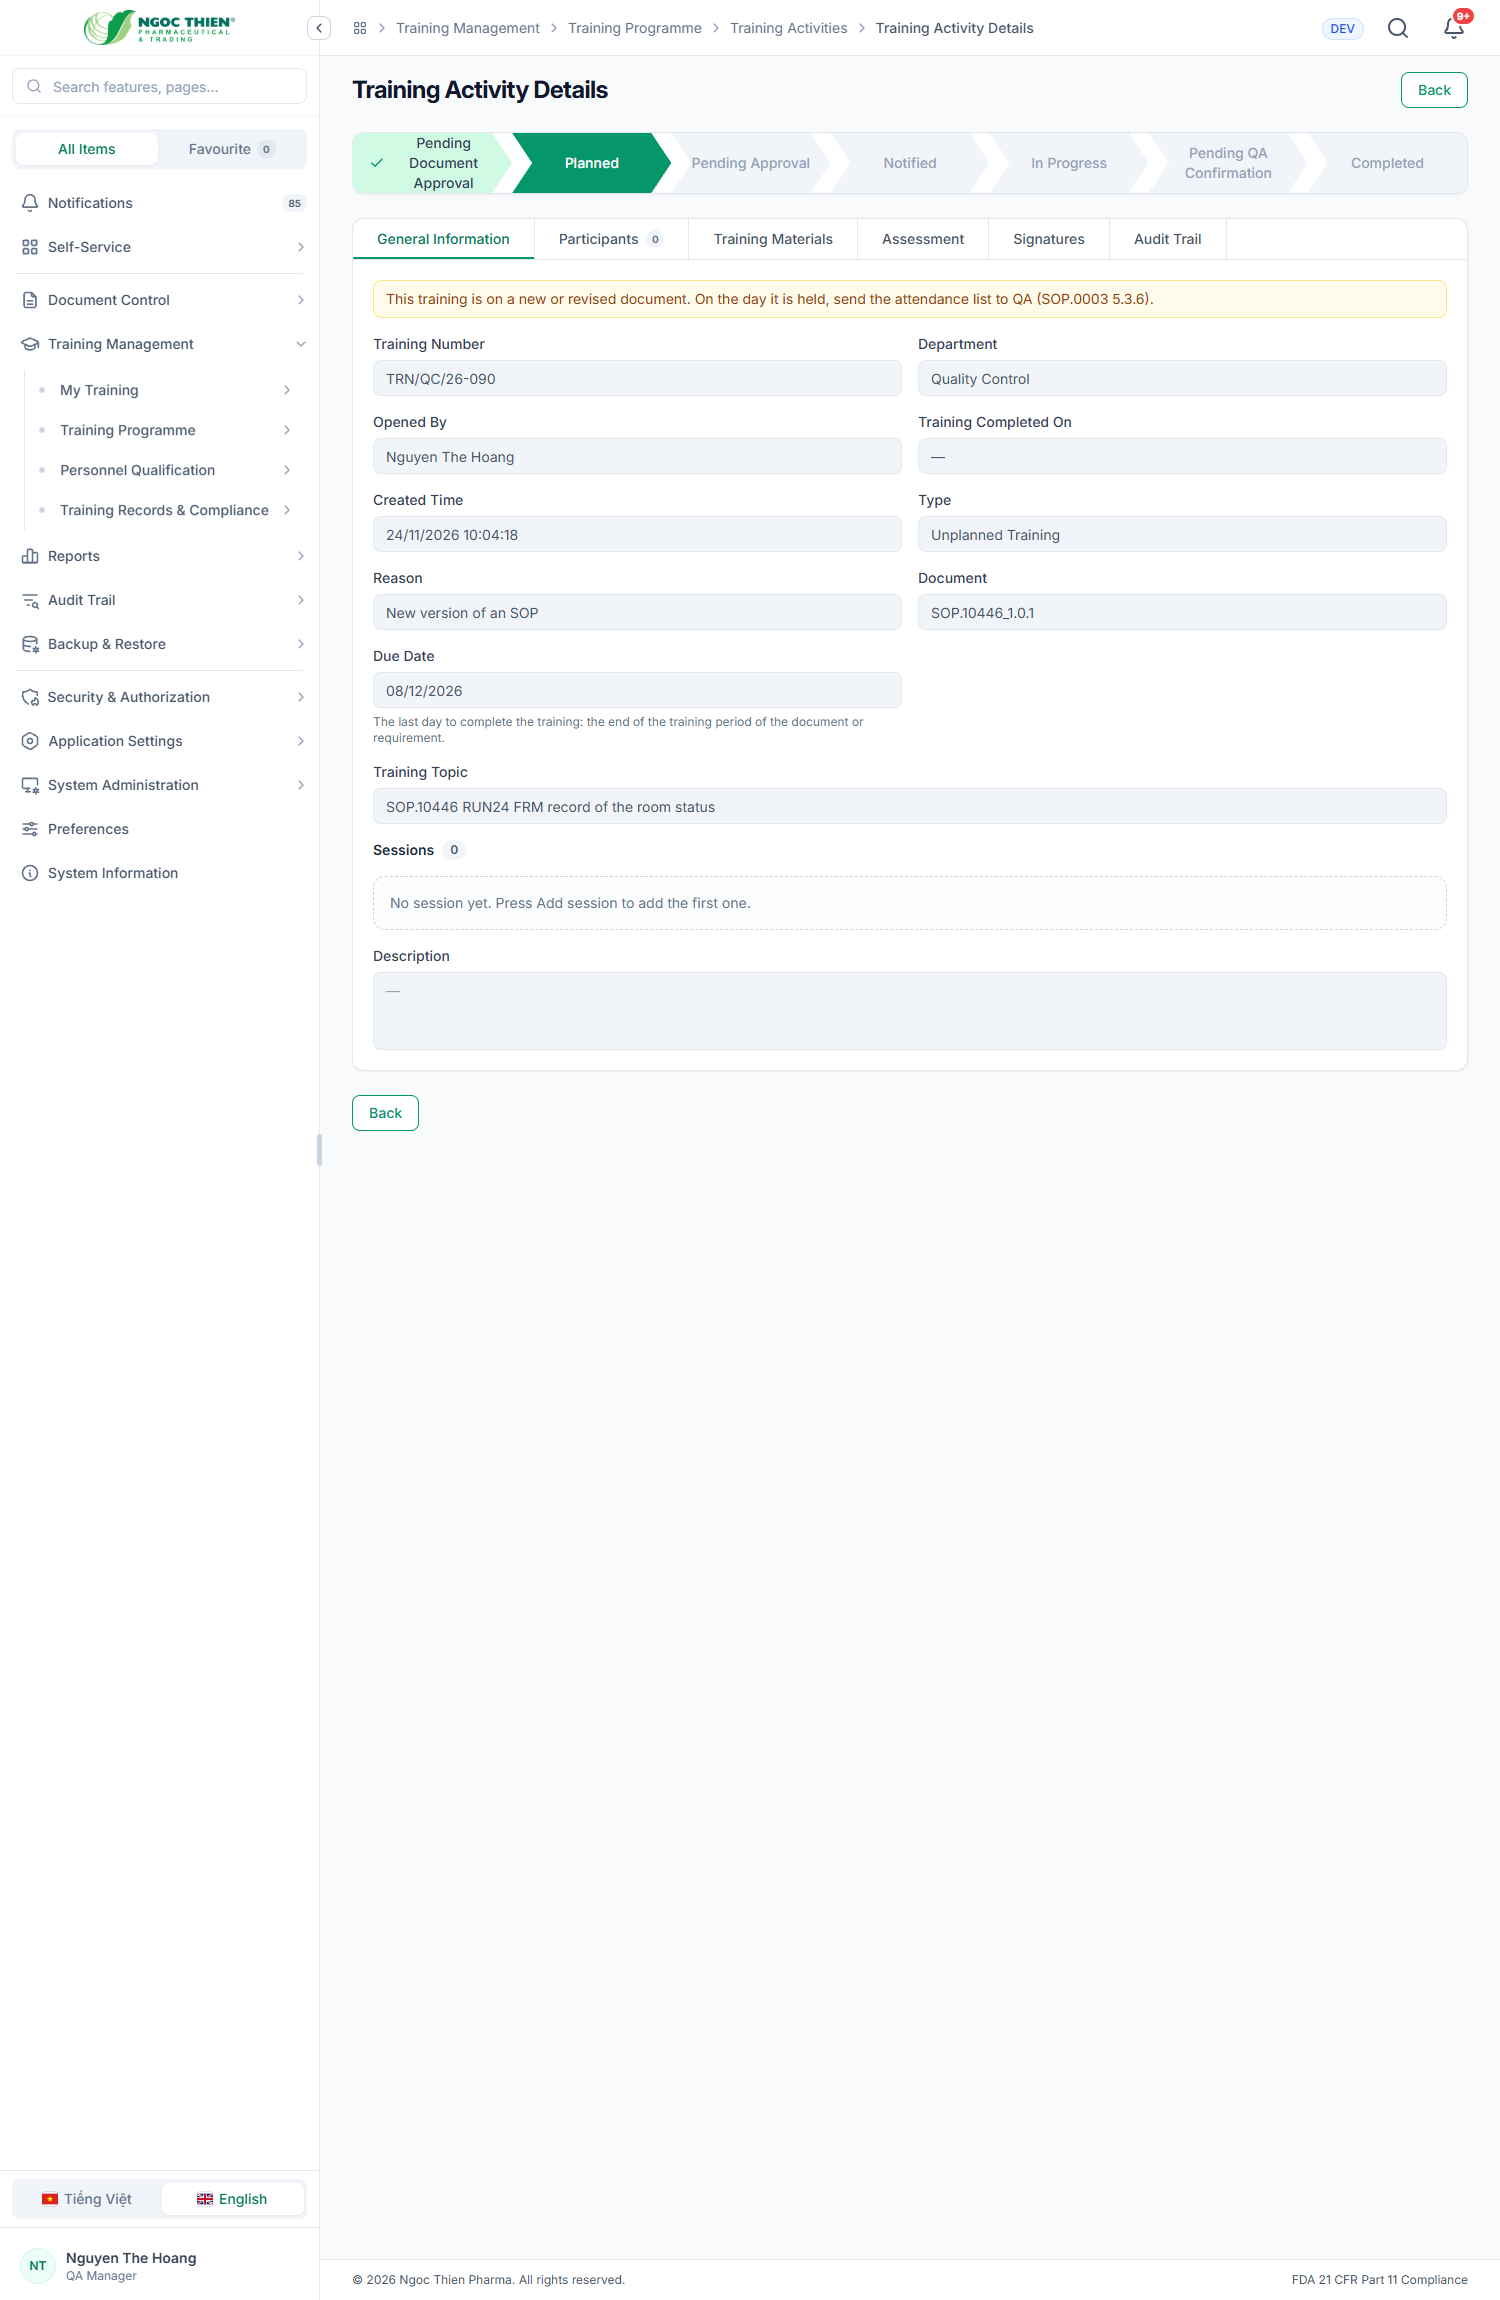 NGOC THIEN®
PHARMACEUTICAL
& TRADING
Training Management
Training Programme
Training Activities
Training Activity Details
DEV
9+
Search features, pages...
All Items
Favourite 0
Notifications 85
Self-Service
Document Control
Training Management
My Training
Training Programme
Personnel Qualification
Training Records & Compliance
Reports
Audit Trail
Backup & Restore
Security & Authorization
Application Settings
System Administration
Preferences
System Information
Tiếng Việt
English
NT
Nguyen The Hoang
QA Manager
Training Activity Details
Back
Pending
Document
Approval
Planned
Pending Approval
Notified
In Progress
Pending QA
Confirmation
Completed
General Information
Participants 0
Training Materials
Assessment
Signatures
Audit Trail
This training is on a new or revised document. On the day it is held, send the attendance list to QA (SOP.0003 5.3.6).
Training Number
TRN/QC/26-090
Department
Quality Control
Opened By
Nguyen The Hoang
Training Completed On
—
Created Time
24/11/2026 10:04:18
Type
Unplanned Training
Reason
New version of an SOP
Document
SOP.10446_1.0.1
Due Date
08/12/2026
The last day to complete the training: the end of the training period of the document or
requirement.
Training Topic
SOP.10446 RUN24 FRM record of the room status
Sessions 0
No session yet. Press Add session to add the first one.
Description
—
Back
© 2026 Ngoc Thien Pharma. All rights reserved.
FDA 21 CFR Part 11 Compliance